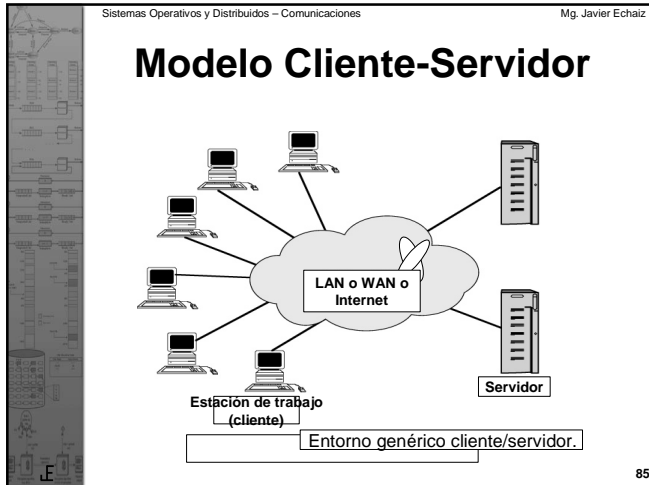 Sistemas Operativos y Distribuidos – Comunicaciones Mg. Javier Echaiz
Modelo Cliente-Servidor
LAN o WAN o
Internet
Servidor
Estación de trabajo
(cliente)
Entorno genérico cliente/servidor.
JE
85